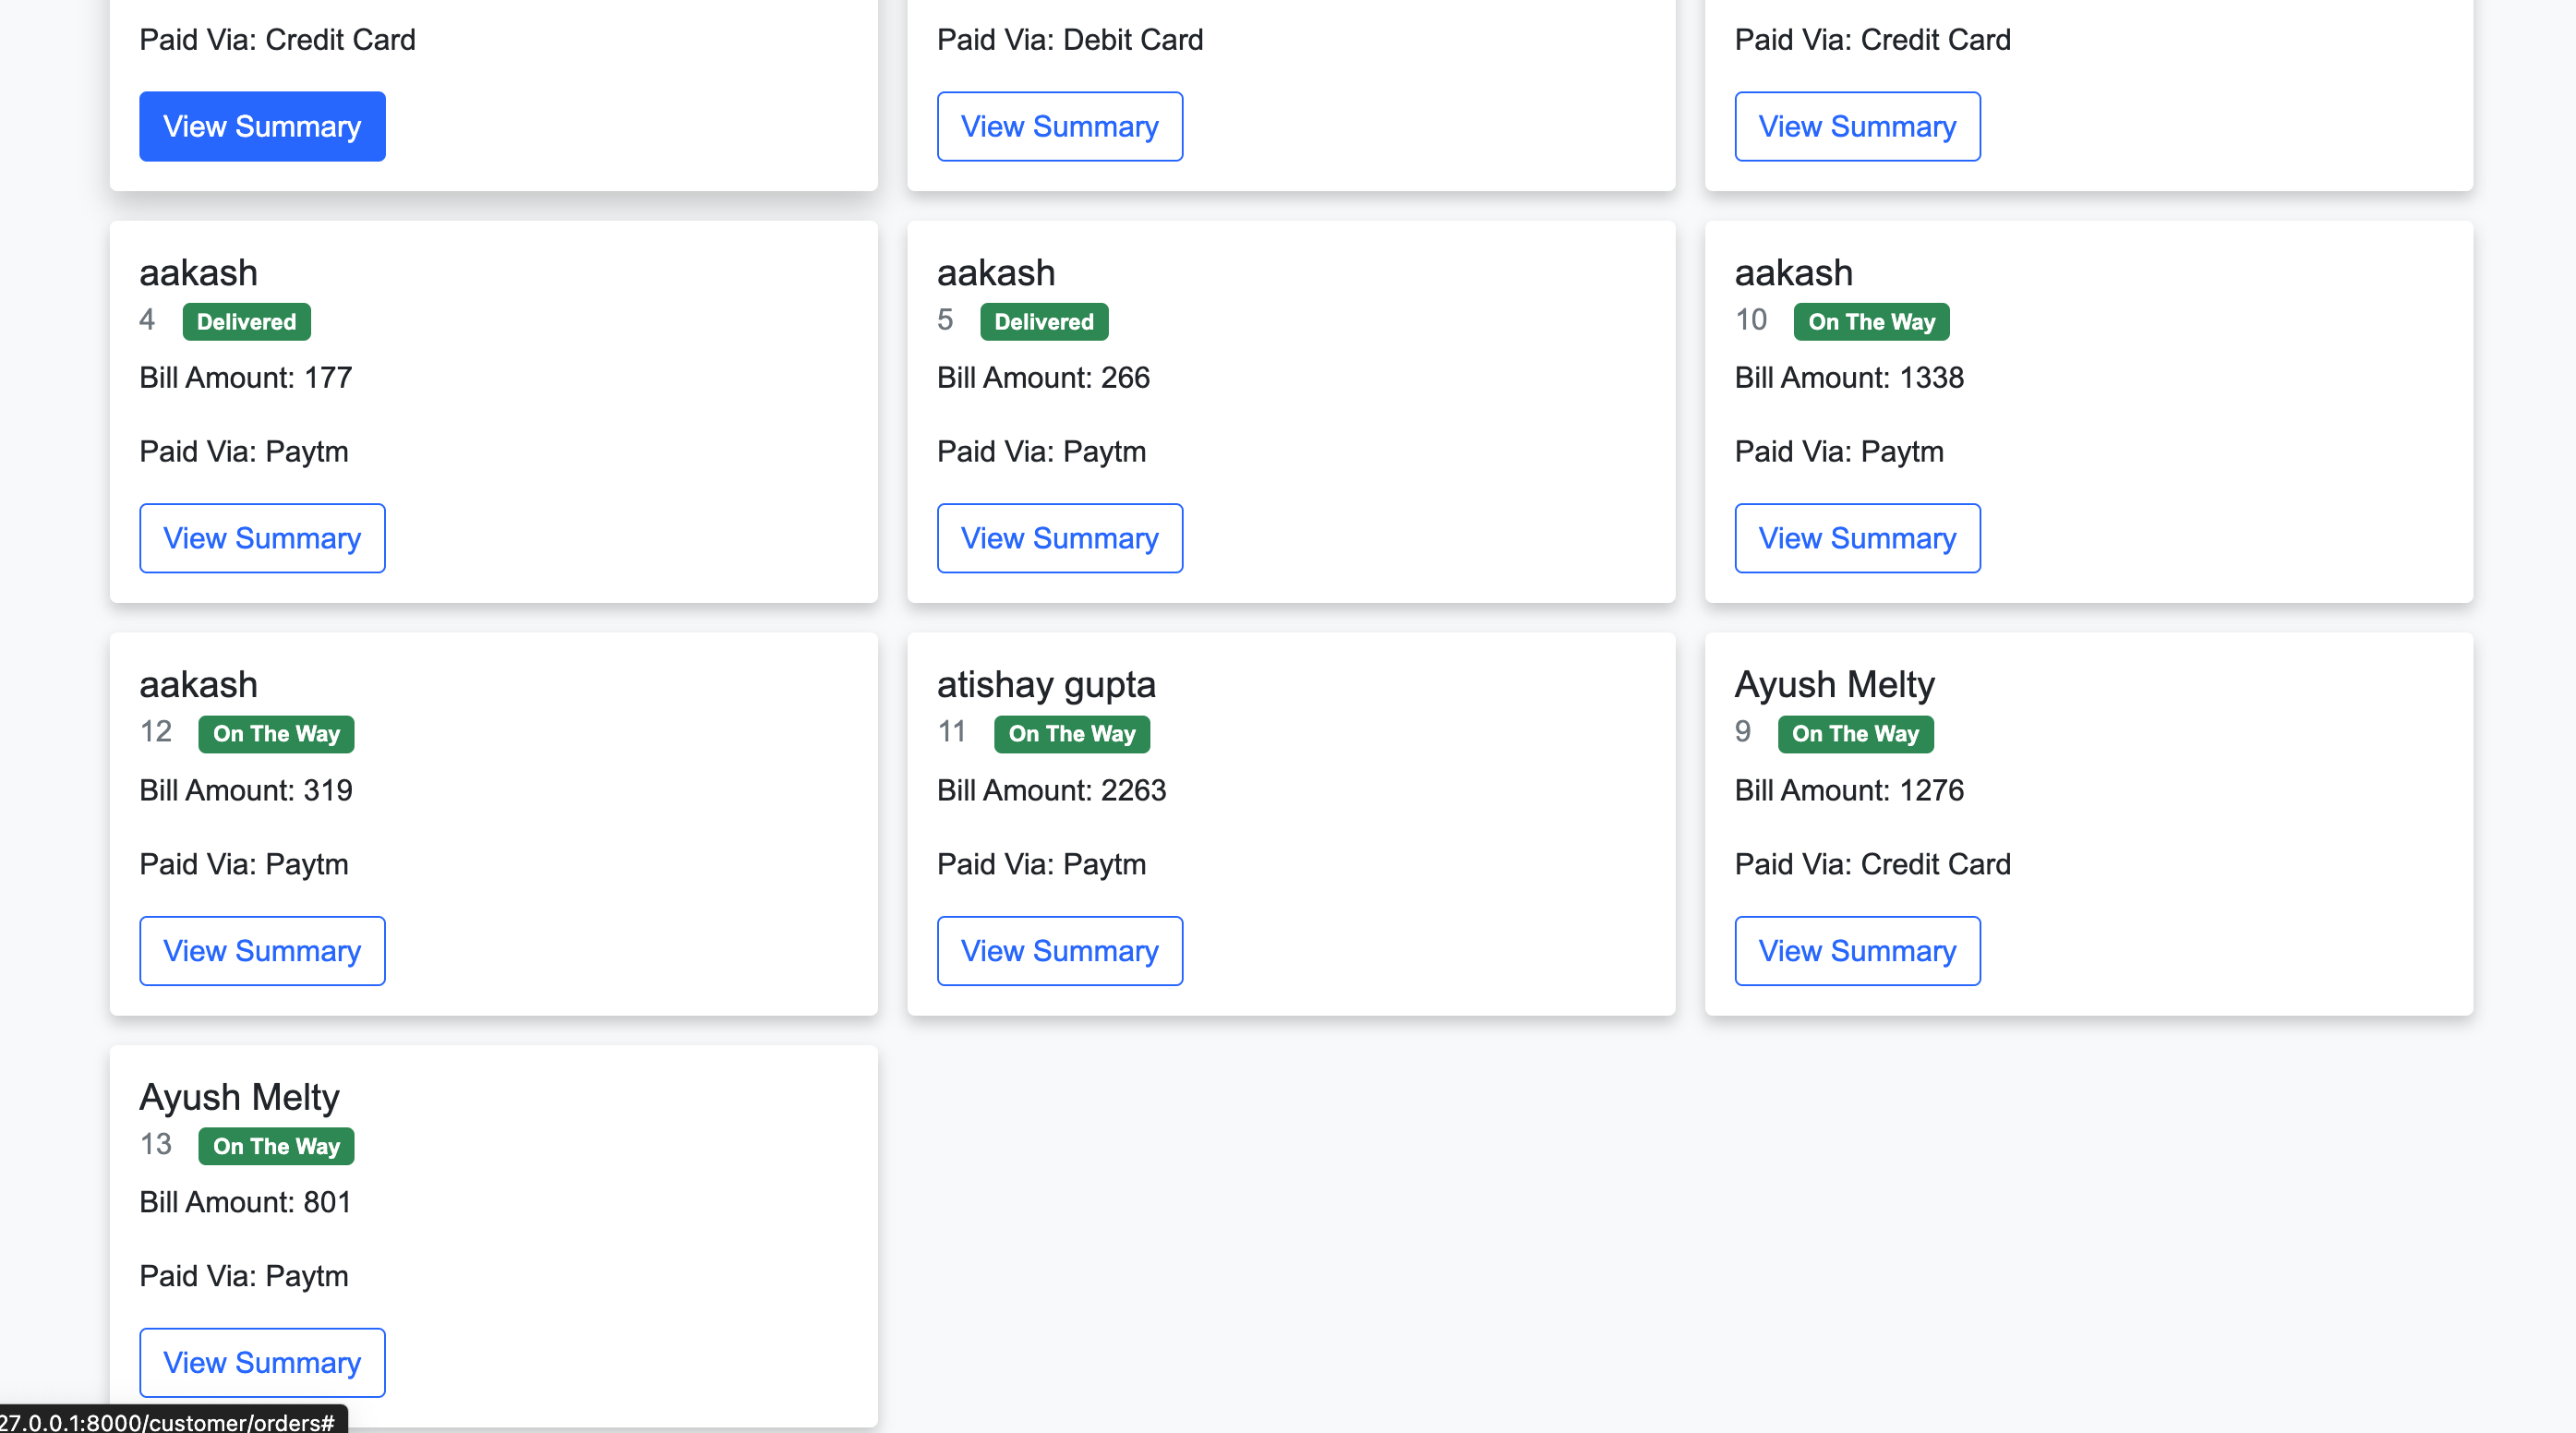 Paid Via: Credit Card
View Summary
Paid Via: Debit Card
View Summary
Paid Via: Credit Card
View Summary
aakash
4 Delivered
Bill Amount: 177
Paid Via: Paytm
View Summary
aakash
5 Delivered
Bill Amount: 266
Paid Via: Paytm
View Summary
aakash
10 On The Way
Bill Amount: 1338
Paid Via: Paytm
View Summary
aakash
12 On The Way
Bill Amount: 319
Paid Via: Paytm
View Summary
atishay gupta
11 On The Way
Bill Amount: 2263
Paid Via: Paytm
View Summary
Ayush Melty
9 On The Way
Bill Amount: 1276
Paid Via: Credit Card
View Summary
Ayush Melty
13 On The Way
Bill Amount: 801
Paid Via: Paytm
View Summary
27.0.0.1:8000/customer/orders#